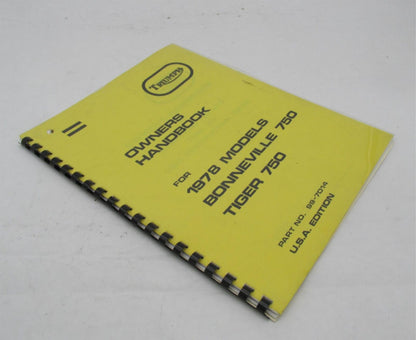 TRIUMPH
OWNERS
HANDBOOK
FOR
1978 MODELS
BONNEVILLE 750
TIGER 750
PART NO. 99-7014
U.S.A. EDITION